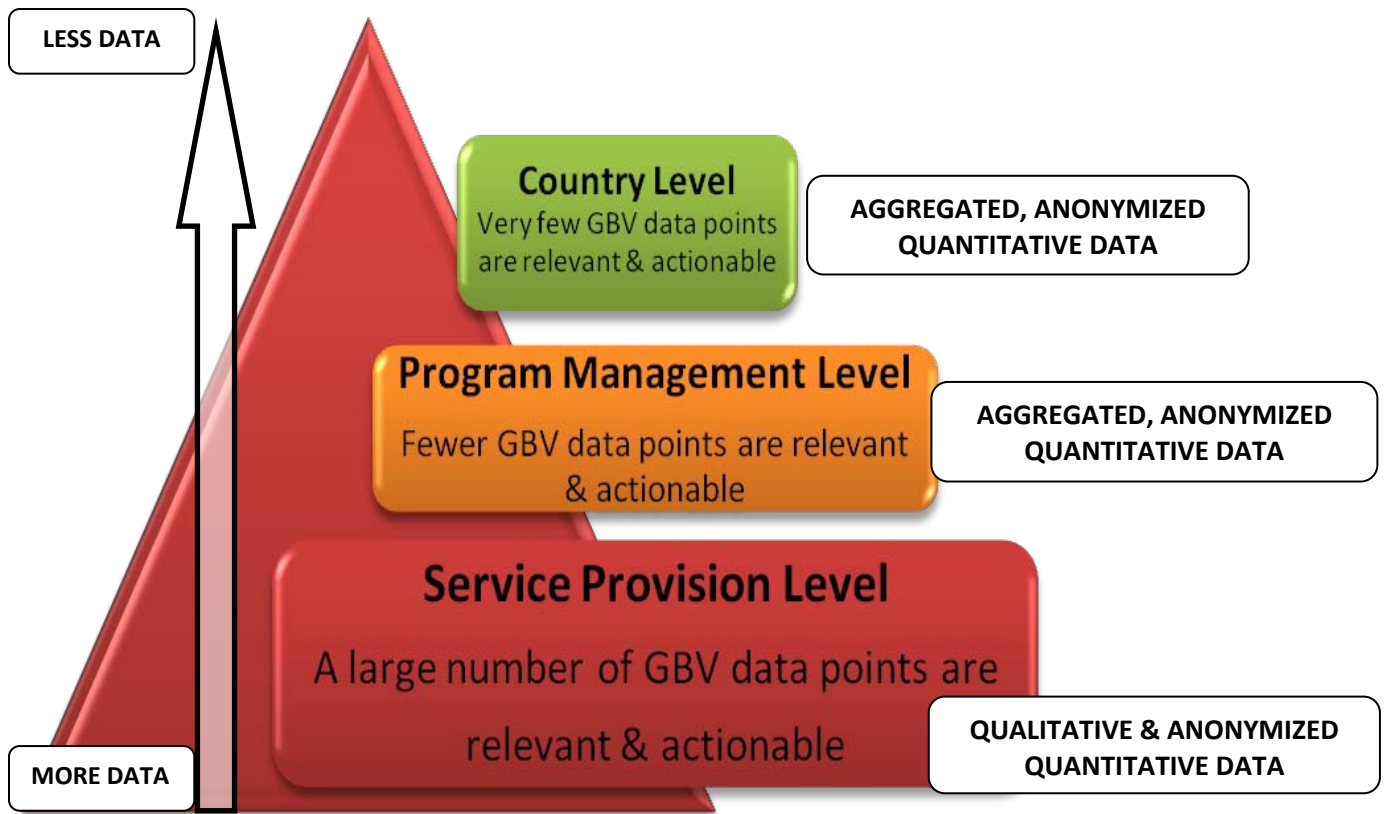 LESS DATA
Country Level
Very few GBV data points
are relevant & actionable
AGGREGATED, ANONYMIZED
QUANTITATIVE DATA
Program Management Level
Fewer GBV data points are relevant
& actionable
AGGREGATED, ANONYMIZED
QUANTITATIVE DATA
Service Provision Level
A large number of GBV data points are
relevant & actionable
QUALITATIVE & ANONYMIZED
QUANTITATIVE DATA
MORE DATA